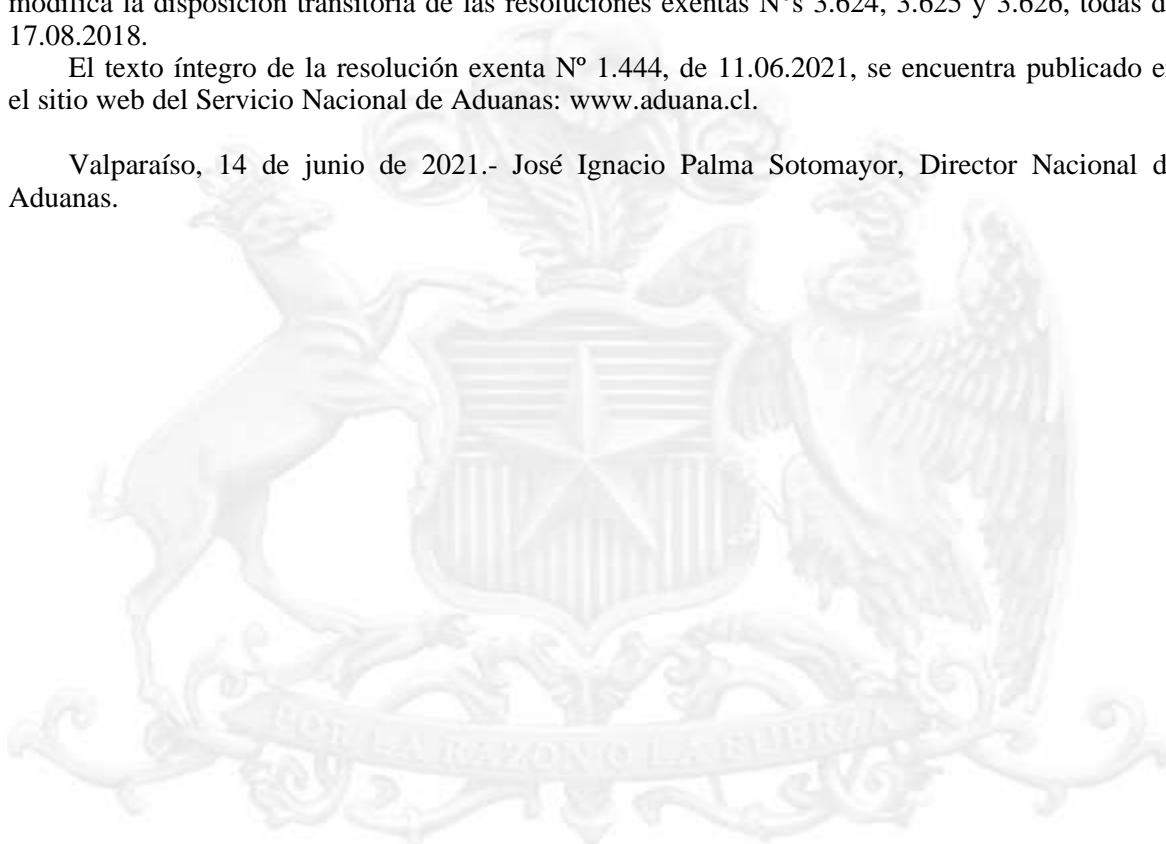 modifica la disposición transitoria de las resoluciones exentas N°s 3.624, 3.625 y 3.626, todas d
17.08.2018.
El texto íntegro de la resolución exenta Nº 1.444, de 11.06.2021, se encuentra publicado e
el sitio web del Servicio Nacional de Aduanas: www.aduana.cl.
Valparaíso, 14 de junio de 2021.- José Ignacio Palma Sotomayor, Director Nacional d
Aduanas.
POR LA RAZON O LA FUERZA